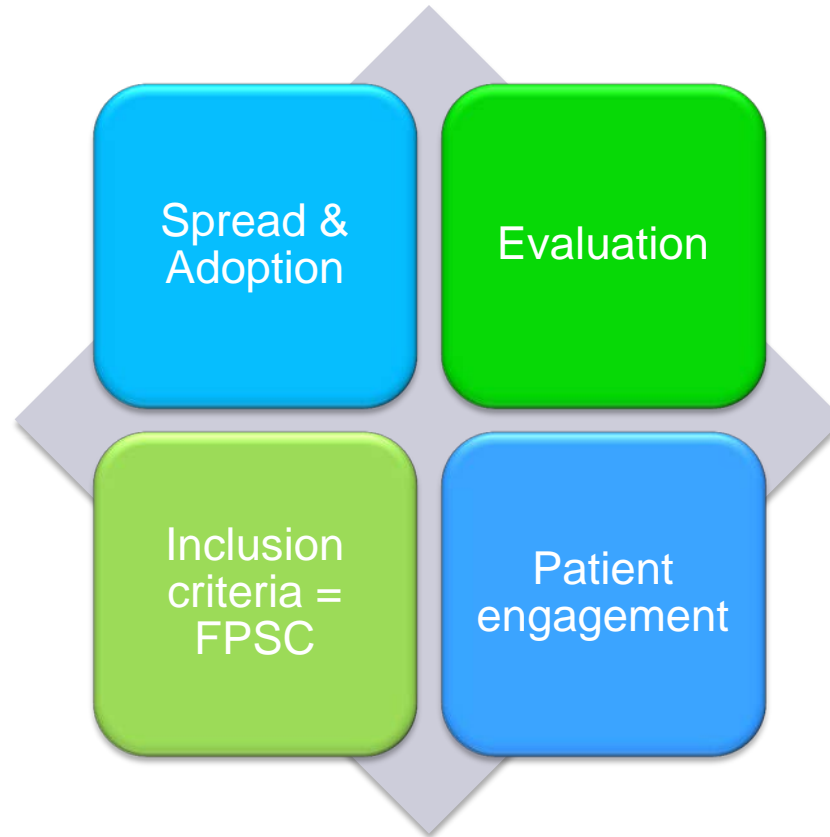 Spread &
Adoption
Evaluation
Inclusion
criteria =
FPSC
Patient
engagement